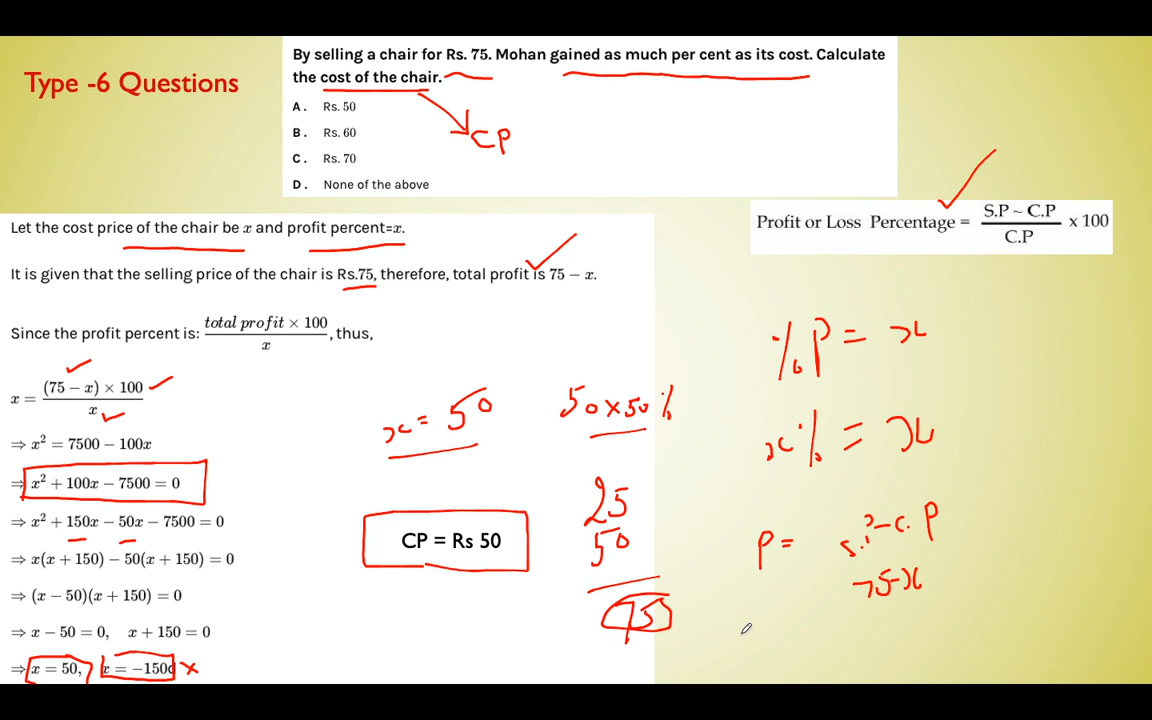 Type -6 Questions
By selling a chair for Rs. 75. Mohan gained as much per cent as its cost. Calculate
the cost of the chair.
A. Rs. 50
B. Rs. 60
C. Rs. 70
D. None of the above
CP
Let the cost price of the chair be x and profit percent=x.
It is given that the selling price of the chair is Rs.75, therefore, total profit is 75 − x.
Since the profit percent is: total profit × 100 / x , thus,
x = (75 − x) × 100 / x
⇒ x² = 7500 − 100x
⇒ x² + 100x − 7500 = 0
⇒ x² + 150x − 50x − 7500 = 0
⇒ x(x + 150) − 50(x + 150) = 0
⇒ (x − 50)(x + 150) = 0
⇒ x − 50 = 0, x + 150 = 0
⇒ x = 50, x = −150
x = 50
50 × 50%
CP = Rs 50
25
50
75
Profit or Loss Percentage = S.P ~ C.P / C.P x 100
% P = x
x % = x
P = S.P - C.P
75-x